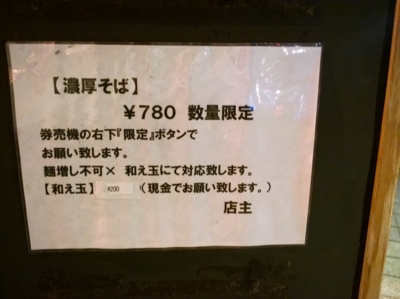 【濃厚そば】
￥780 数量限定
券売機の右下『限定』ボタンで
お願い致します。
麺増し不可× 和え玉にて対応致します。
【和え玉】 ¥200 （現金でお願い致します。）
店主